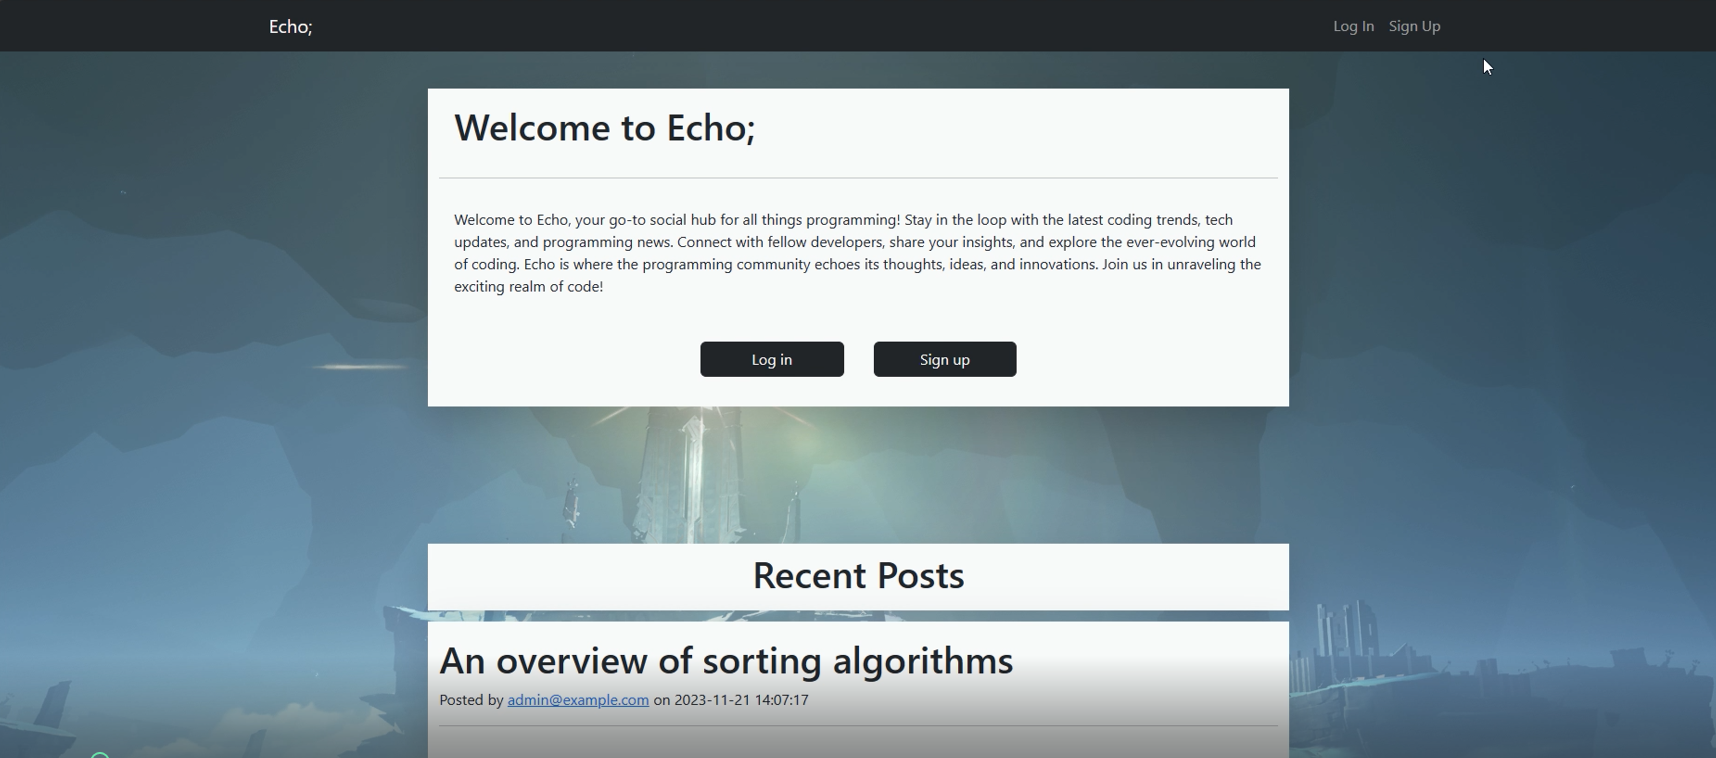 Echo;
Log In Sign Up
Welcome to Echo;
Welcome to Echo, your go-to social hub for all things programming! Stay in the loop with the latest coding trends, tech
updates, and programming news. Connect with fellow developers, share your insights, and explore the ever-evolving world
of coding. Echo is where the programming community echoes its thoughts, ideas, and innovations. Join us in unraveling the
exciting realm of code!
Log in Sign up
Recent Posts
An overview of sorting algorithms
Posted by admin@example.com on 2023-11-21 14:07:17